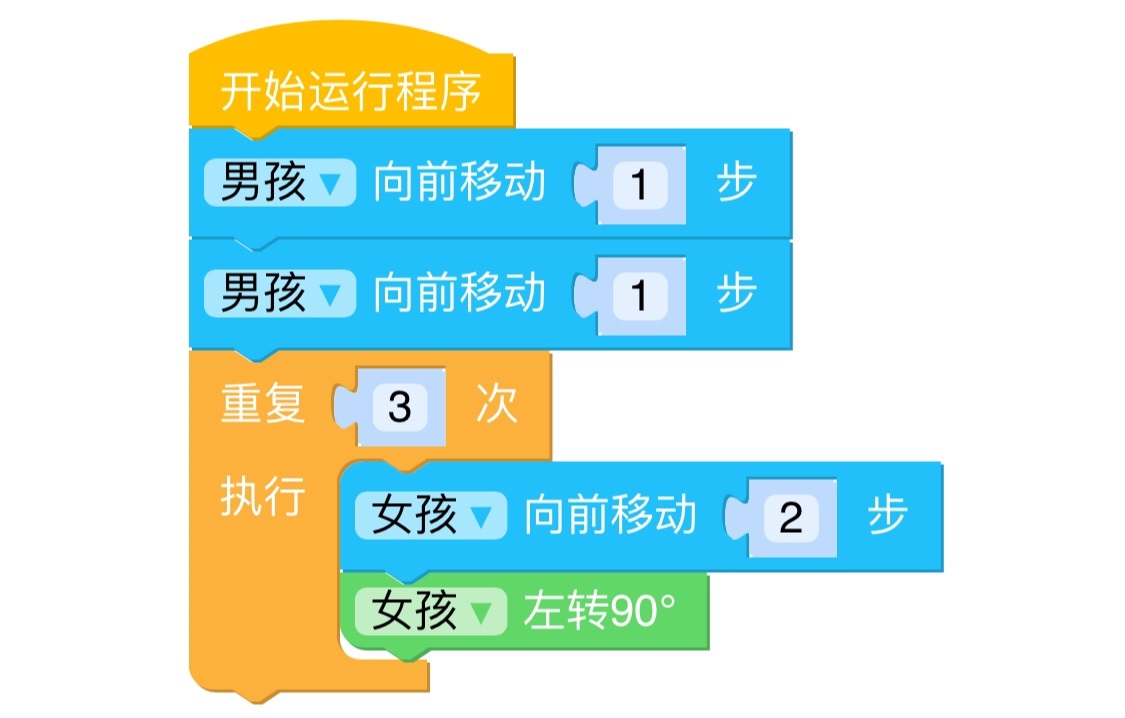 开始运行程序
男孩▼ 向前移动 1 步
男孩▼ 向前移动 1 步
重复 3 次
执行
女孩▼ 向前移动 2 步
女孩▼ 左转90°